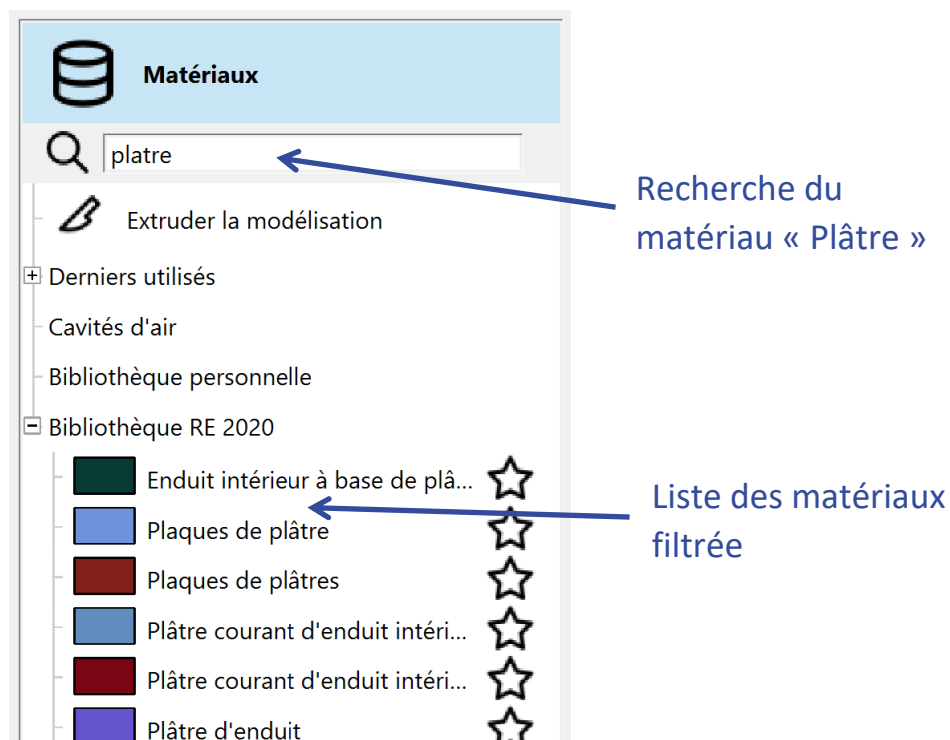 Matériaux
platre
Extruder la modélisation
Derniers utilisés
Cavités d'air
Bibliothèque personnelle
Bibliothèque RE 2020
Enduit intérieur à base de plâ...
Plaques de plâtre
Plaques de plâtres
Plâtre courant d'enduit intéri...
Plâtre courant d'enduit intéri...
Plâtre d'enduit
Recherche du
matériau « Plâtre »
Liste des matériaux
filtrée